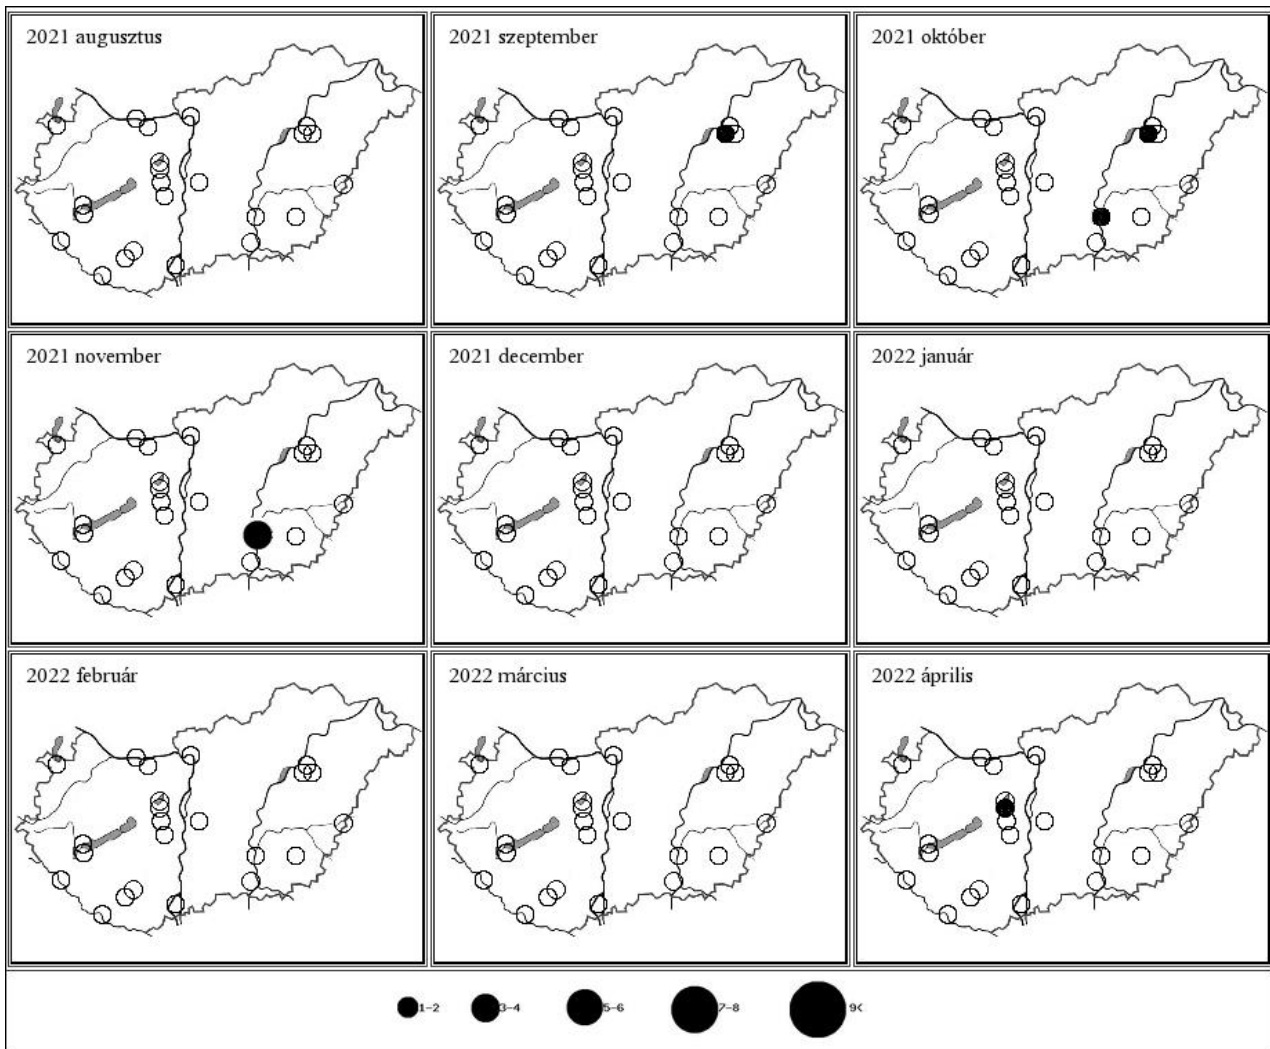 2021 augusztus
2021 szeptember
2021 október
2021 november
2021 december
2022 január
2022 február
2022 március
2022 április
1-2
3-4
5-6
7-8
9<